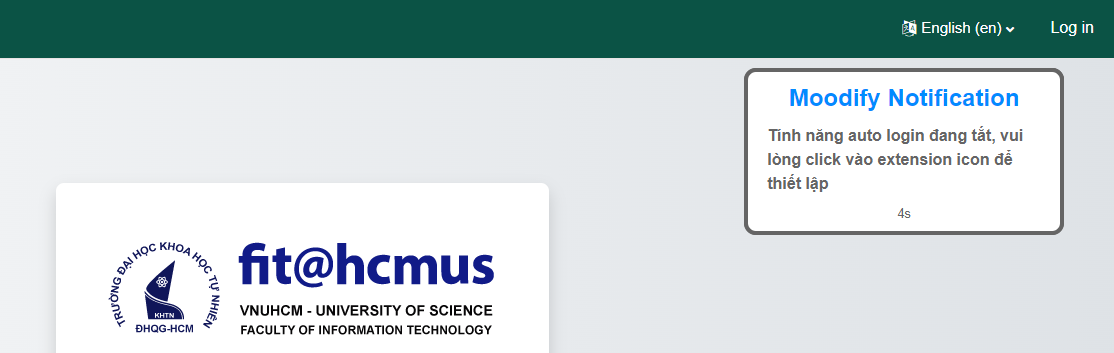 English (en)
Log in
Moodify Notification
Tính năng auto login đang tắt, vui
lòng click vào extension icon để
thiết lập
4s
TRƯỜNG ĐẠI HỌC KHOA HỌC TỰ NHIÊN
KHTN
ĐHQG-HCM
fit@hcmus
VNUHCM - UNIVERSITY OF SCIENCE
FACULTY OF INFORMATION TECHNOLOGY